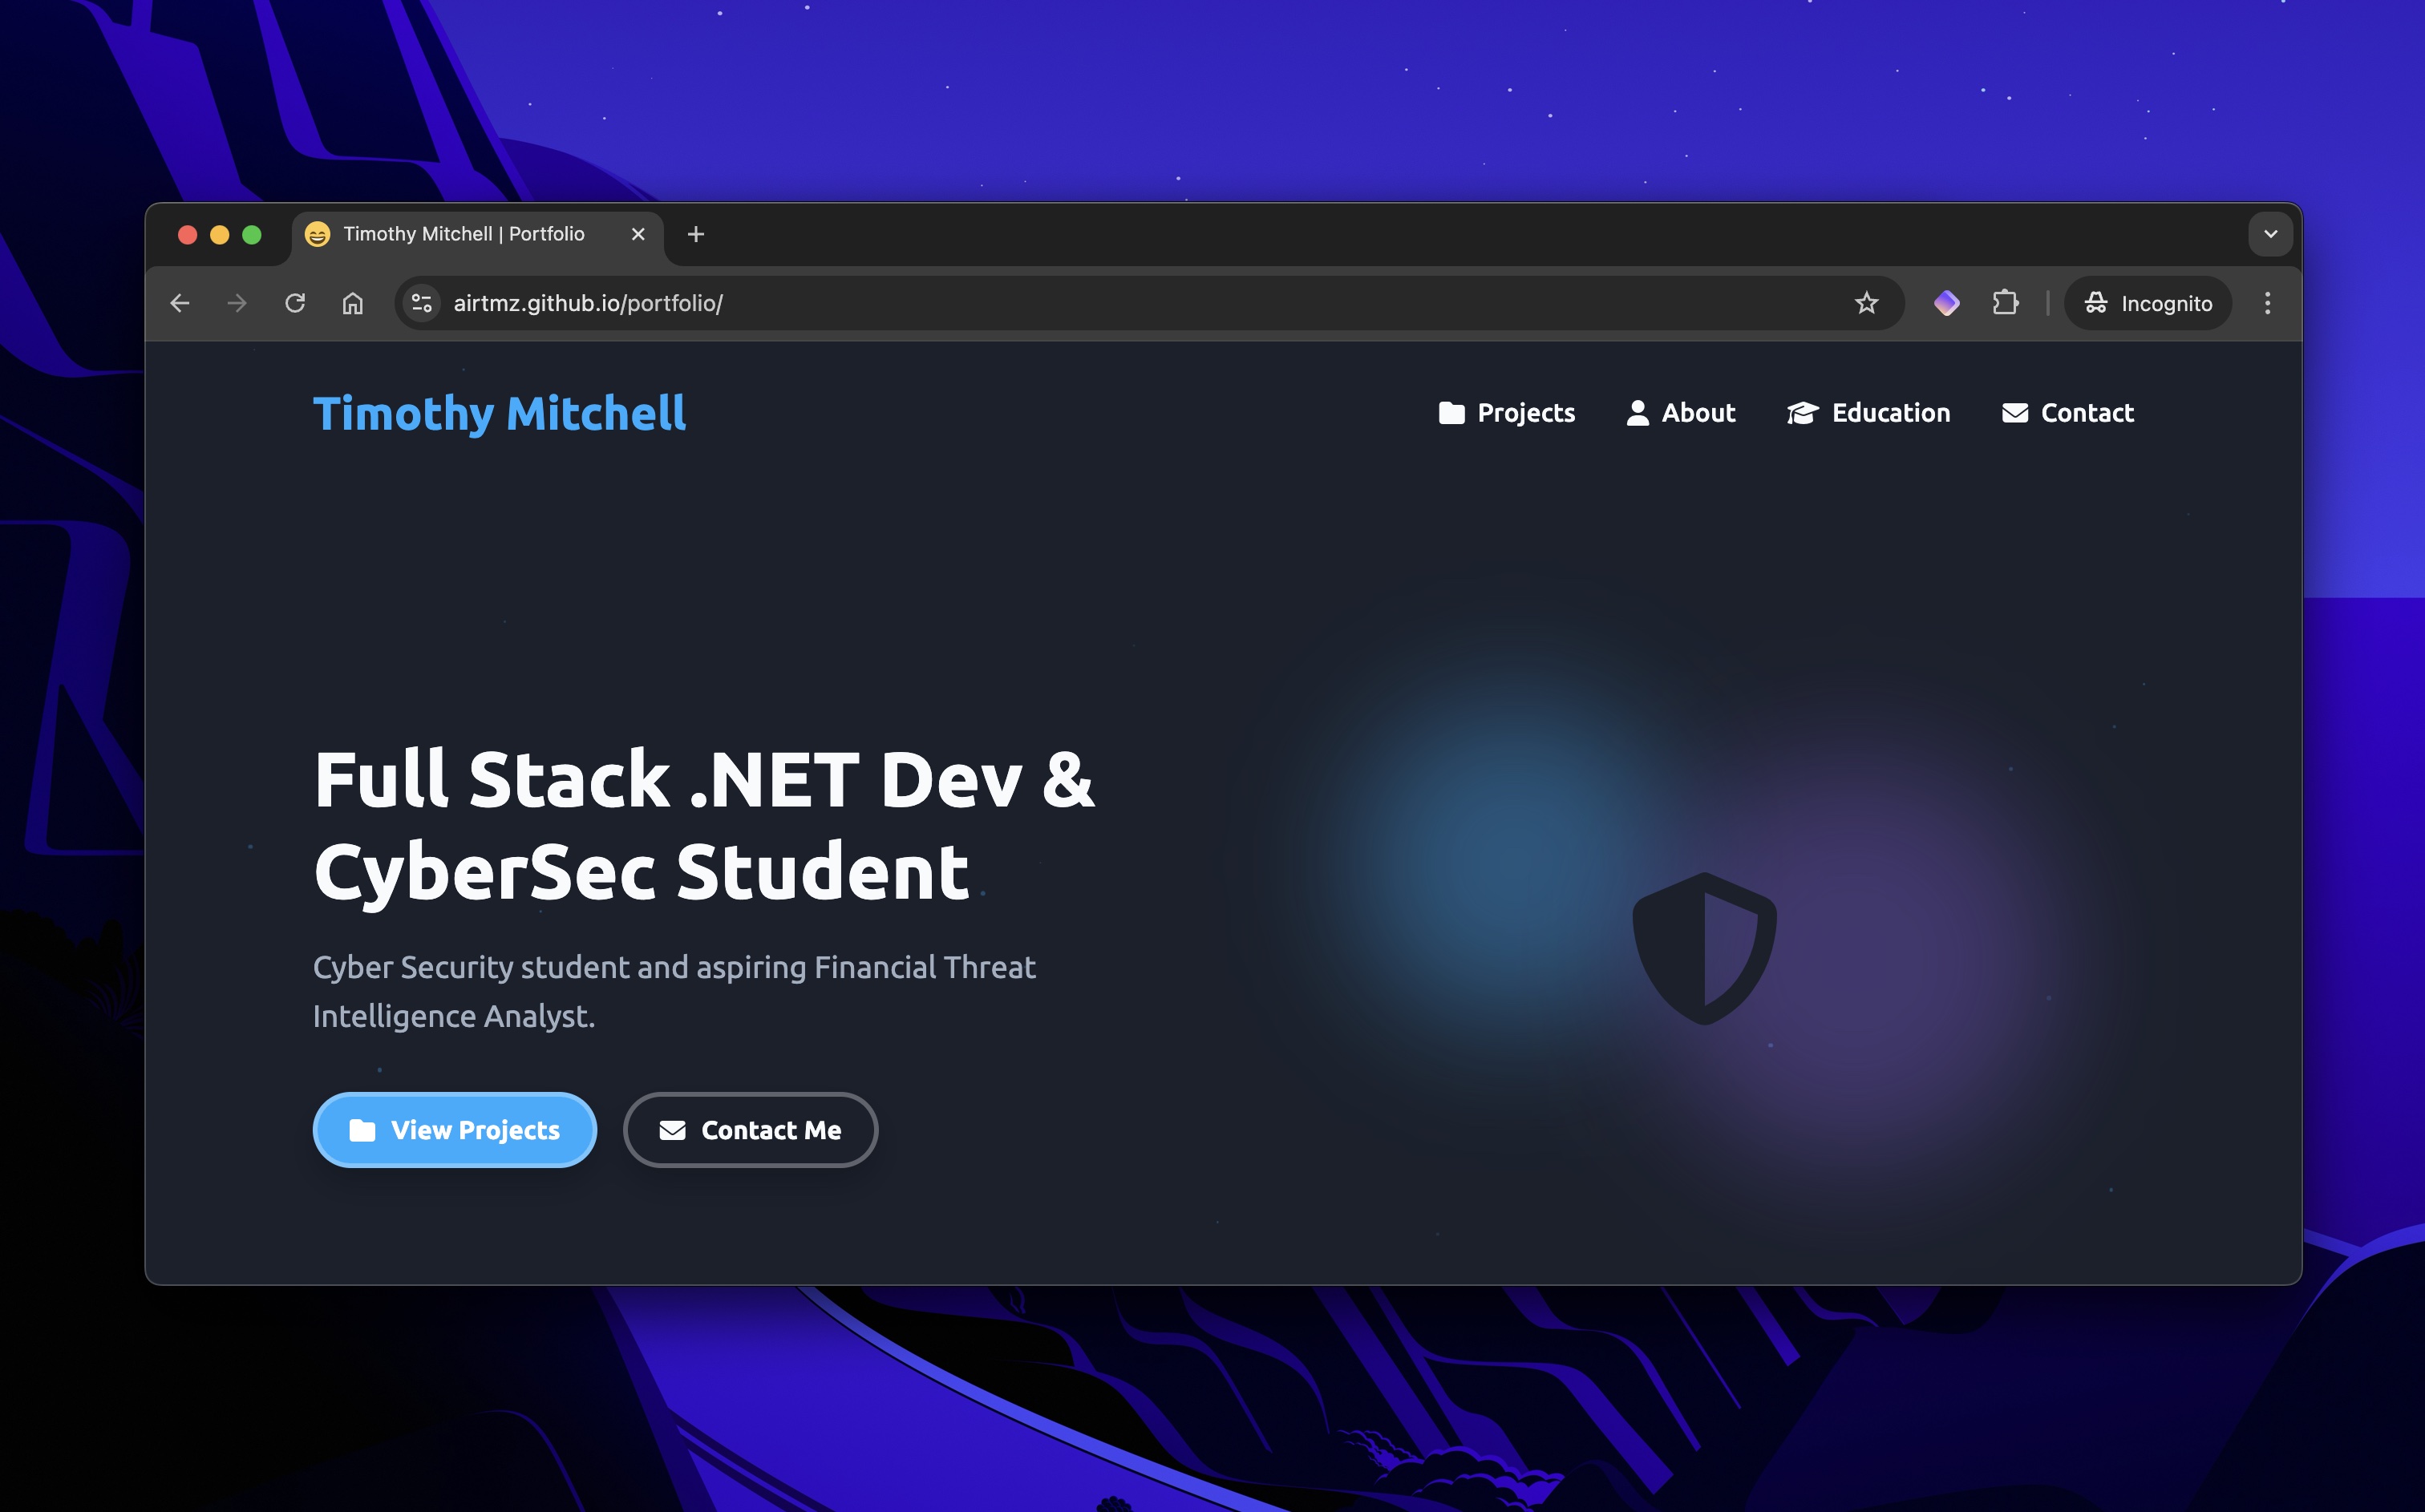 Timothy Mitchell | Portfolio
airtmz.github.io/portfolio/
Incognito
Timothy Mitchell
Projects
About
Education
Contact
Full Stack .NET Dev &
CyberSec Student
Cyber Security student and aspiring Financial Threat
Intelligence Analyst.
View Projects
Contact Me